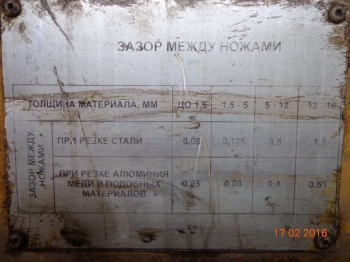 ЗАЗОР МЕЖДУ НОЖАМИ
ТОЛЩИНА МАТЕРИАЛА, ММ ДО 1,5 1,5 - 5 5 - 12 12 - 16
ЗАЗОР МЕЖДУ
НОЖАМИ
ПРИ РЕЗКЕ СТАЛИ 0,05 0,8 1,1
ПРИ РЕЗКЕ АЛЮМИНИЯ
МЕДИ И ПОДОБНЫХ
МАТЕРИАЛОВ
0,05 0,08 0,4 0,55
17 02 2016